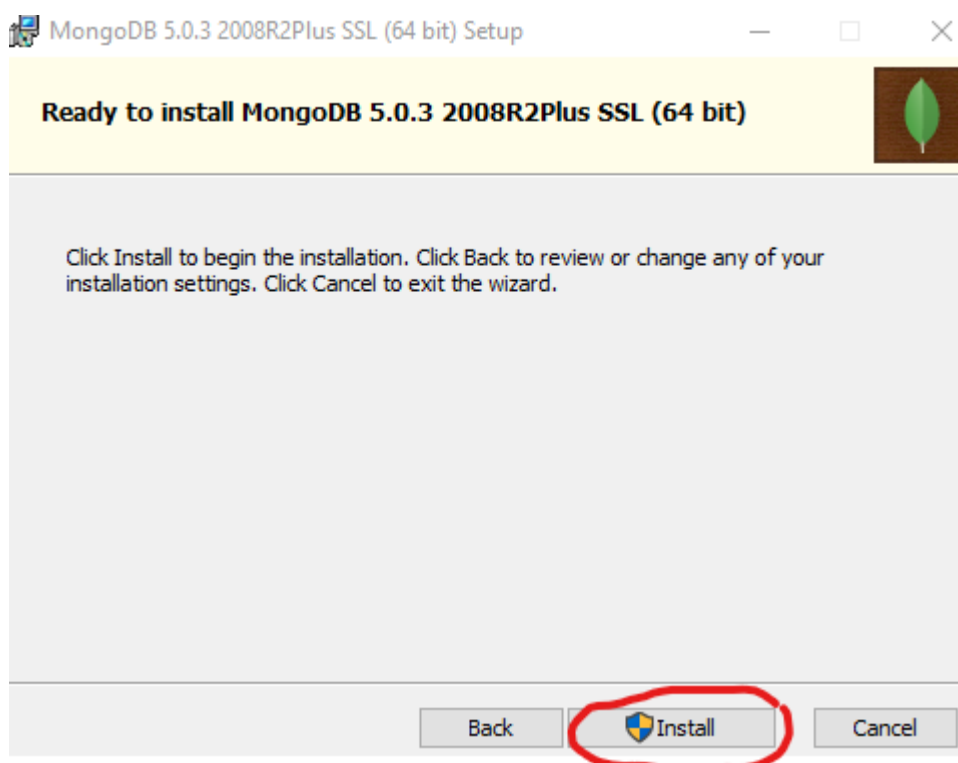 MongoDB 5.0.3 2008R2Plus SSL (64 bit) Setup
Ready to install MongoDB 5.0.3 2008R2Plus SSL (64 bit)
Click Install to begin the installation. Click Back to review or change any of your
installation settings. Click Cancel to exit the wizard.
Back
Install
Cancel